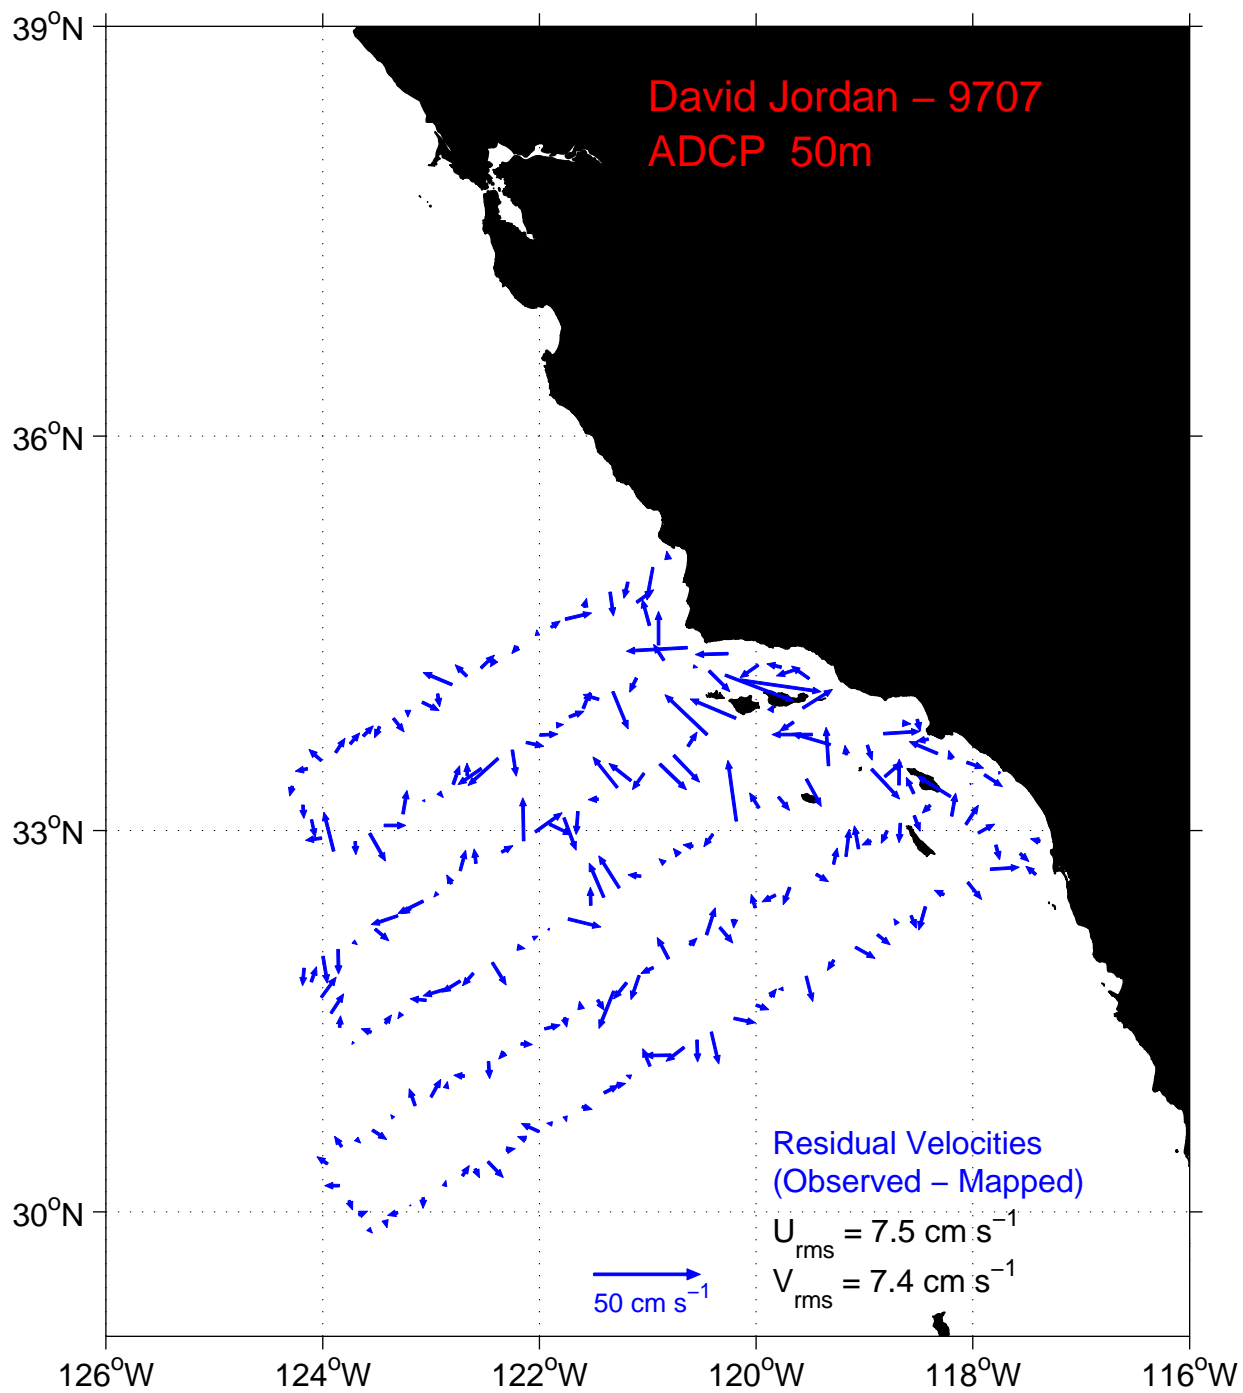 39°N
David Jordan – 9707
ADCP 50m
36°N
33°N
Residual Velocities
(Observed – Mapped)
30°N
U_rms = 7.5 cm s⁻¹
V_rms = 7.4 cm s⁻¹
50 cm s⁻¹
126°W 124°W 122°W 120°W 118°W 116°W